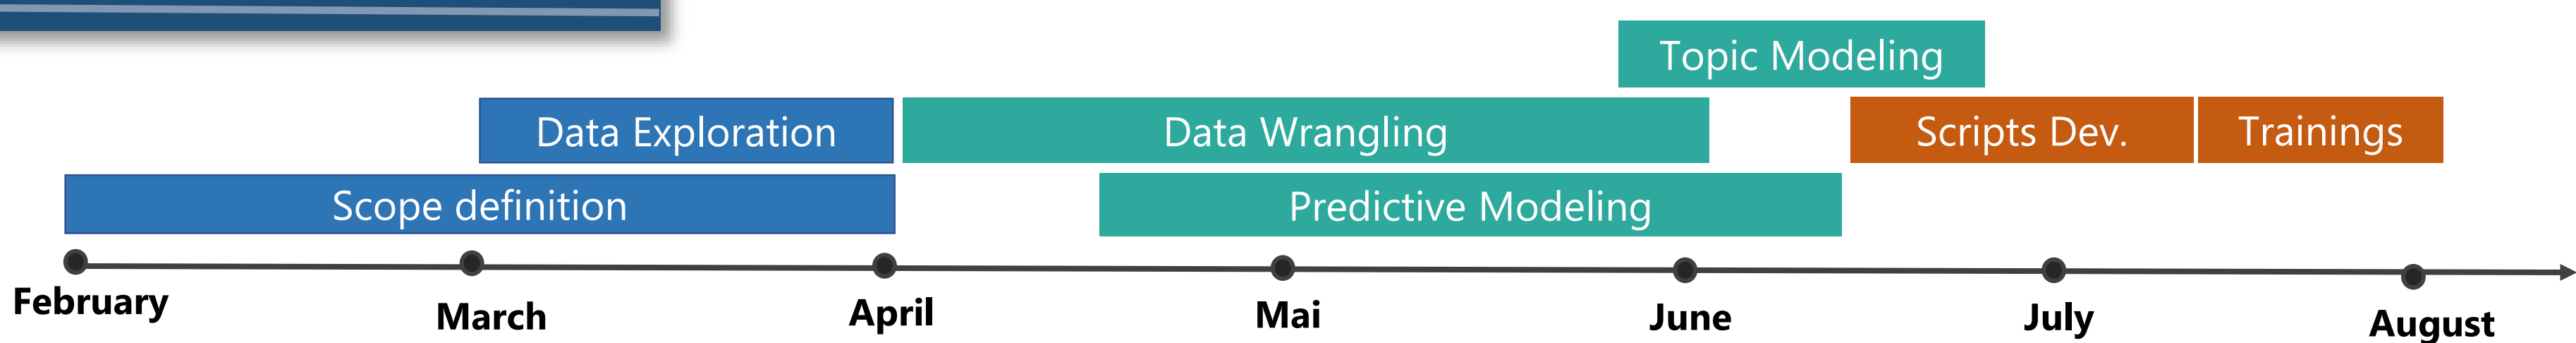 Topic Modeling
Data Exploration
Data Wrangling
Scripts Dev.
Trainings
Scope definition
Predictive Modeling
February
March
April
Mai
June
July
August